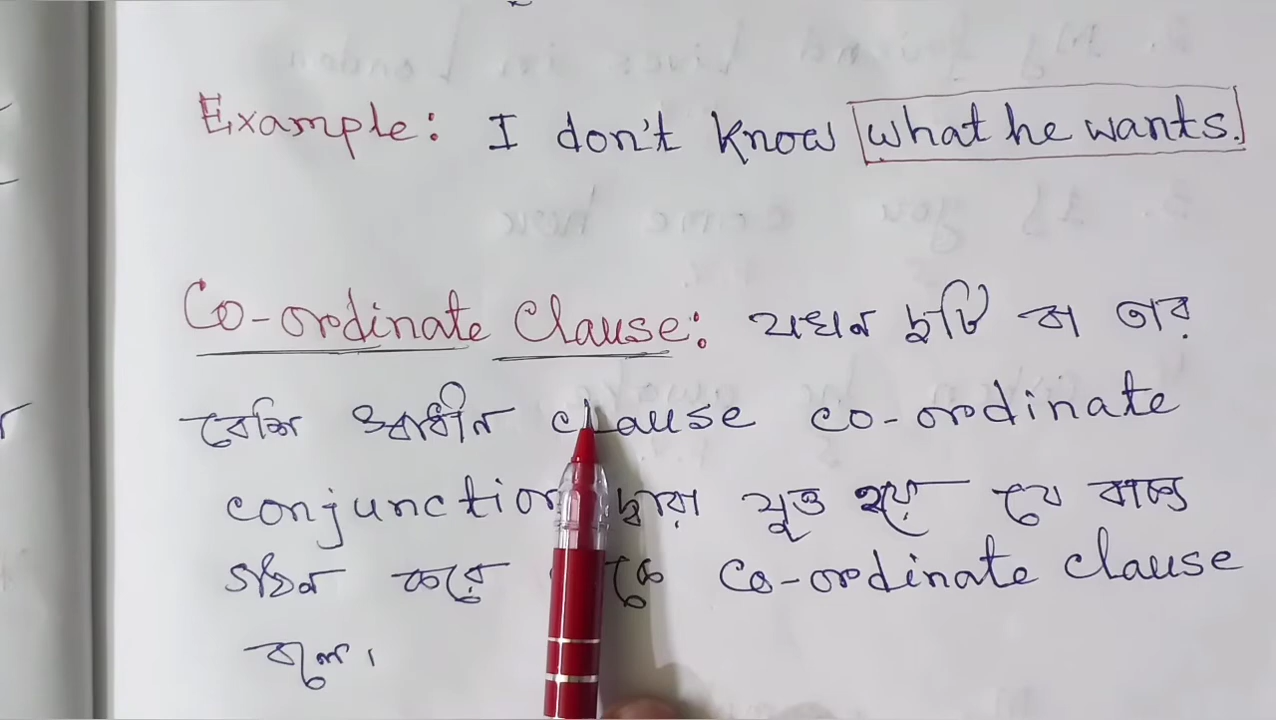 Example: I don't know what he wants.
Co-ordinate Clause: যখন দুটি বা তার
বেশি স্বাধীন clause co-ordinate
conjunction দ্বারা যুক্ত হয়ে যে বাক্য
গঠন করে কে Co-ordinate clause
বলে।